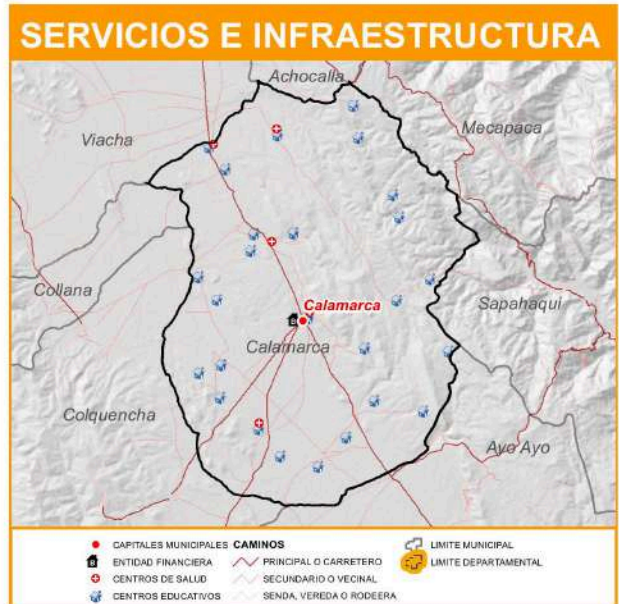 SERVICIOS E INFRAESTRUCTURA
Achocalla
Mecapaca
Viacha
Collana
Calamarca
Sapahaqui
B
Calamarca
Colquencha
Ayo Ayo
CAPITALES MUNICIPALES
CAMINOS
LIMITE MUNICIPAL
B
ENTIDAD FINANCIERA
PRINCIPAL O CARRETERO
LIMITE DEPARTAMENTAL
CENTROS DE SALUD
SECUNDARIO O VECINAL
CENTROS EDUCATIVOS
SENDA, VEREDA O RODEERA